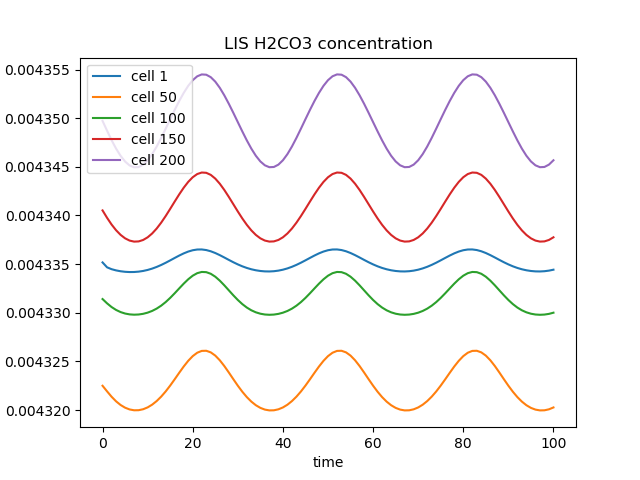 LIS H2CO3 concentration
0.004355
0.004350
0.004345
0.004340
0.004335
0.004330
0.004325
0.004320
cell 1
cell 50
cell 100
cell 150
cell 200
0 20 40 60 80 100
time